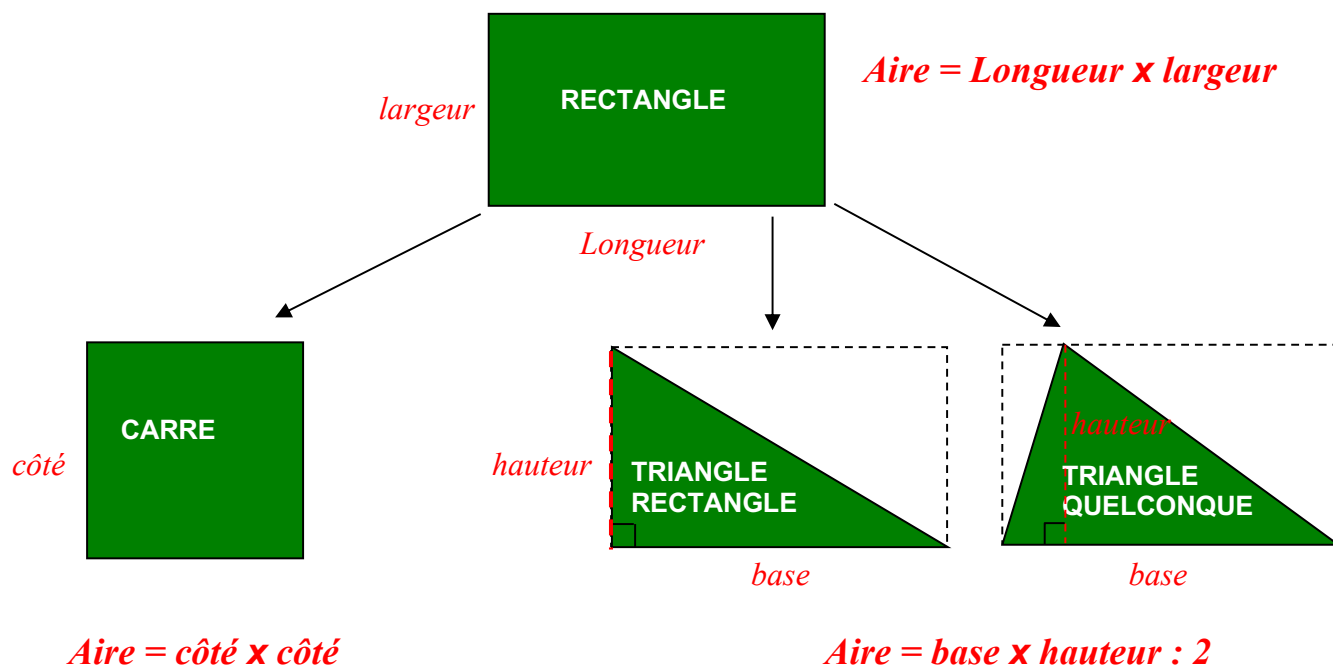 RECTANGLE
Aire = Longueur x largeur
largeur
Longueur
CARRE
côté
hauteur
TRIANGLE
RECTANGLE
hauteur
TRIANGLE
QUELCONQUE
base
base
Aire = côté x côté
Aire = base x hauteur : 2